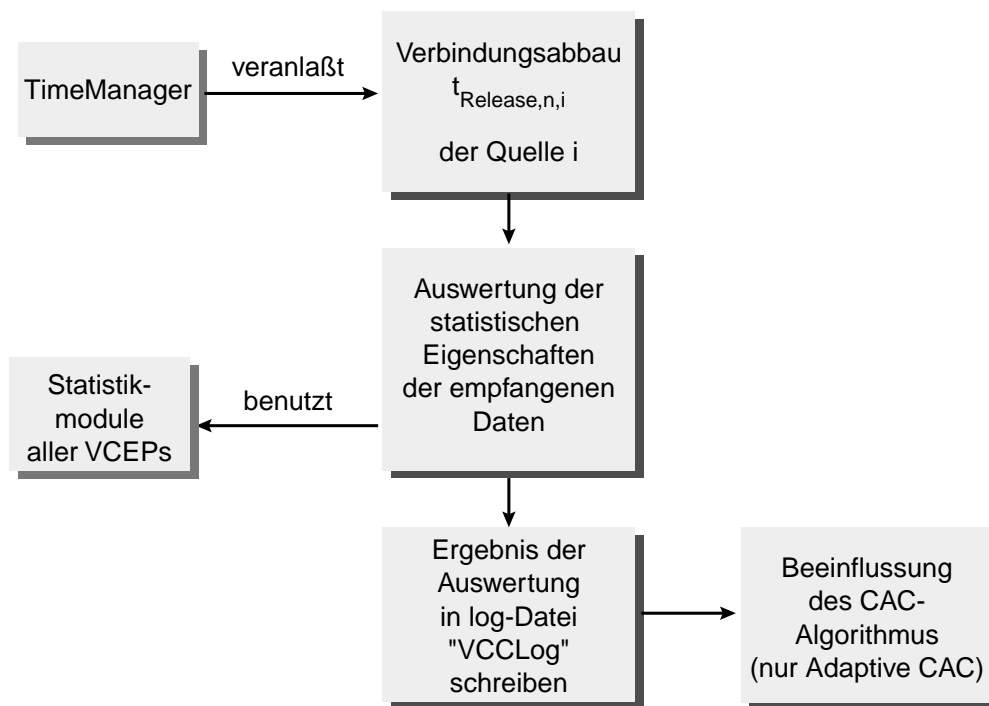 TimeManager
veranlaßt
Verbindungsabbau
tRelease,n,i
der Quelle i
Auswertung der
statistischen
Eigenschaften
der empfangenen
Daten
benutzt
Statistik-
module
aller VCEPs
Ergebnis der
Auswertung
in log-Datei
"VCCLog"
schreiben
Beeinflussung
des CAC-
Algorithmus
(nur Adaptive CAC)